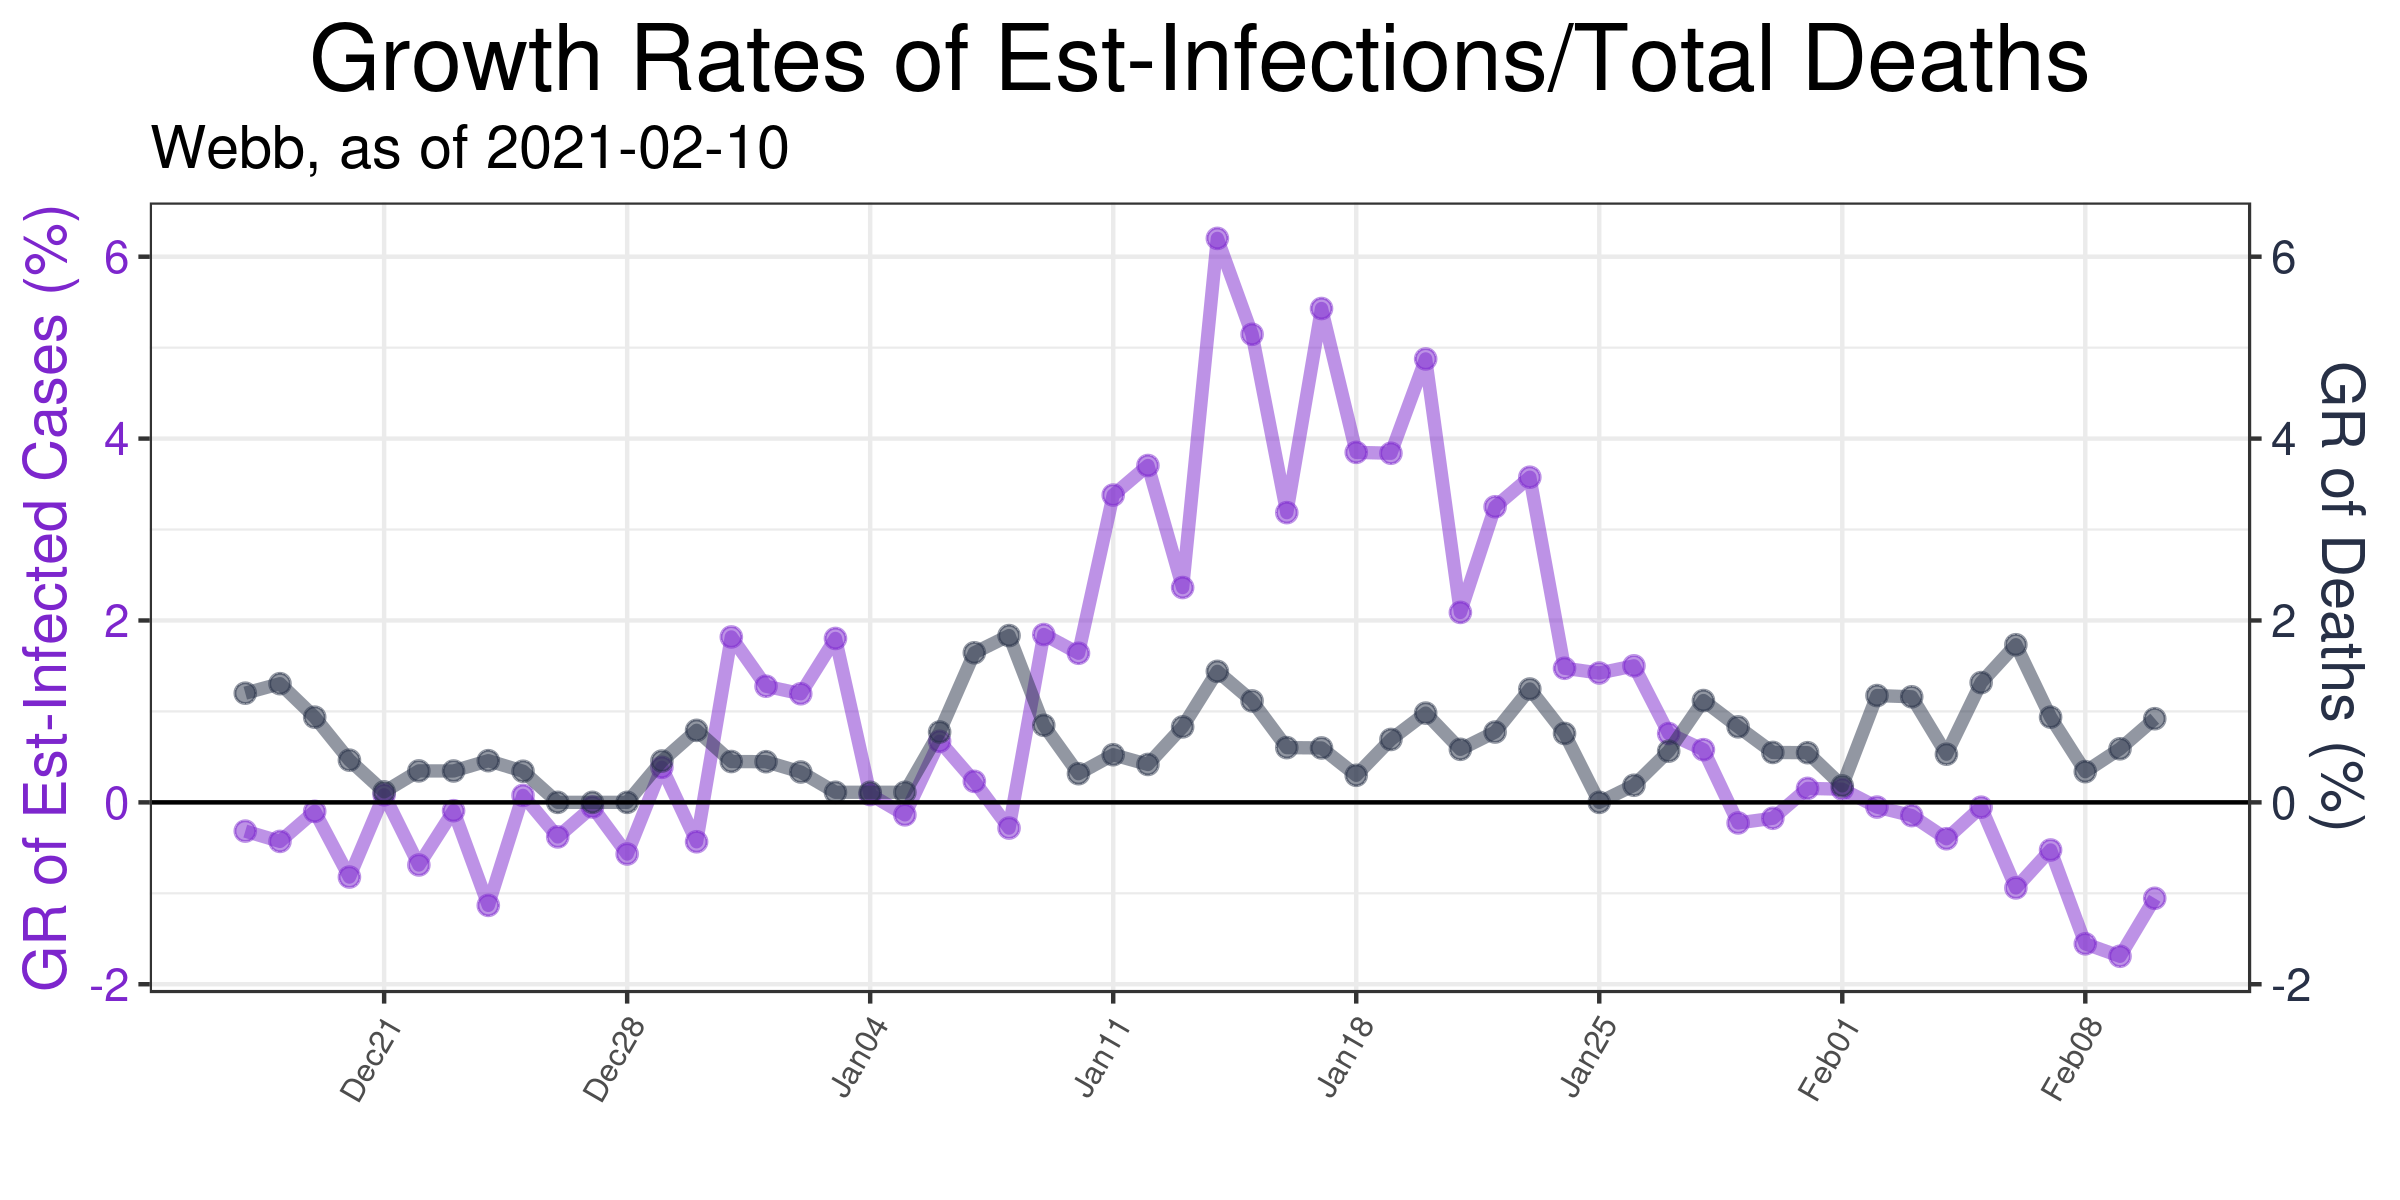 Growth Rates of Est-Infections/Total Deaths
Webb, as of 2021-02-10
GR of Est-Infected Cases (%)
6
4
2
0
-2
6
4
2
0
-2
GR of Deaths (%)
Dec21
Dec28
Jan04
Jan11
Jan18
Jan25
Feb01
Feb08